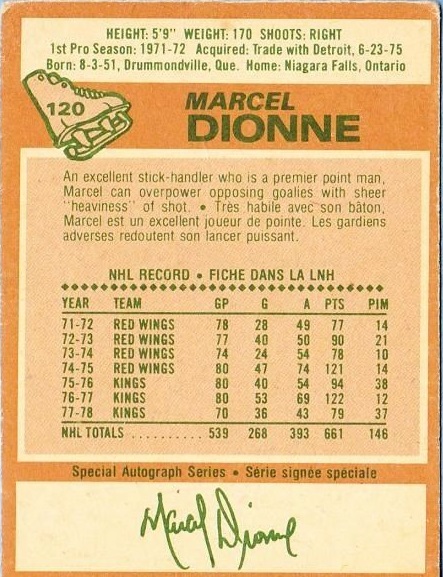 HEIGHT: 5'9" WEIGHT: 170 SHOOTS: RIGHT
1st Pro Season: 1971-72 Acquired: Trade with Detroit, 6-23-75
Born: 8-3-51, Drummondville, Que. Home: Niagara Falls, Ontario
120
MARCEL
DIONNE
An excellent stick-handler who is a premier point man,
Marcel can overpower opposing goalies with sheer
"heaviness" of shot. • Très habile avec son bâton,
Marcel est un excellent joueur de pointe. Les gardiens
adverses redoutent son lancer puissant.
NHL RECORD • FICHE DANS LA LNH
YEAR TEAM GP G A PTS PIM
71-72 RED WINGS 78 28 49 77 14
72-73 RED WINGS 77 40 50 90 21
73-74 RED WINGS 74 24 54 78 10
74-75 RED WINGS 80 47 74 121 14
75-76 KINGS 80 40 54 94 38
76-77 KINGS 80 53 69 122 12
77-78 KINGS 70 36 43 79 37
NHL TOTALS .......... 539 268 393 661 146
Special Autograph Series • Série signée spéciale
Marcel Dionne